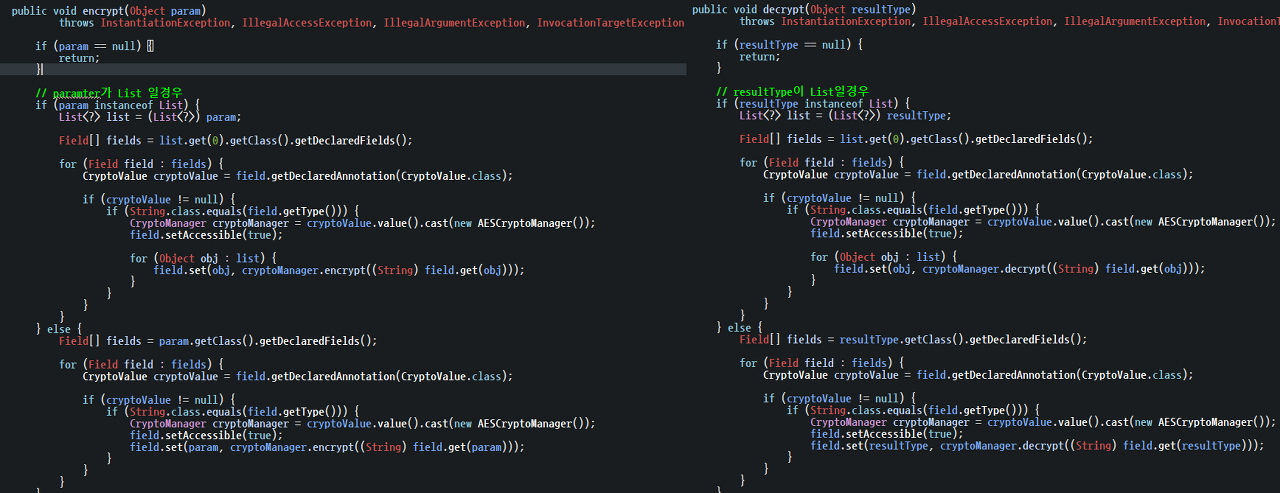 public void encrypt(Object param)
        throws InstantiationException, IllegalAccessException, IllegalArgumentException, InvocationTargetException
    if (param == null) {
        return;
    }
    // paramter가 List 일경우
    if (param instanceof List) {
        List<?> list = (List<?>) param;
        Field[] fields = list.get(0).getClass().getDeclaredFields();
        for (Field field : fields) {
            CryptoValue cryptoValue = field.getDeclaredAnnotation(CryptoValue.class);
            if (cryptoValue != null) {
                if (String.class.equals(field.getType())) {
                    CryptoManager cryptoManager = cryptoValue.value().cast(new AESCryptoManager());
                    field.setAccessible(true);
                    for (Object obj : list) {
                        field.set(obj, cryptoManager.encrypt((String) field.get(obj)));
                    }
                }
            }
        }
    } else {
        Field[] fields = param.getClass().getDeclaredFields();
        for (Field field : fields) {
            CryptoValue cryptoValue = field.getDeclaredAnnotation(CryptoValue.class);
            if (cryptoValue != null) {
                if (String.class.equals(field.getType())) {
                    CryptoManager cryptoManager = cryptoValue.value().cast(new AESCryptoManager());
                    field.setAccessible(true);
                    field.set(param, cryptoManager.encrypt((String) field.get(param)));
                }
            }
        }
    }
public void decrypt(Object resultType)
        throws InstantiationException, IllegalAccessException, IllegalArgumentException, InvocationTa
    if (resultType == null) {
        return;
    }
    // resultType이 List일경우
    if (resultType instanceof List) {
        List<?> list = (List<?>) resultType;
        Field[] fields = list.get(0).getClass().getDeclaredFields();
        for (Field field : fields) {
            CryptoValue cryptoValue = field.getDeclaredAnnotation(CryptoValue.class);
            if (cryptoValue != null) {
                if (String.class.equals(field.getType())) {
                    CryptoManager cryptoManager = cryptoValue.value().cast(new AESCryptoManager());
                    field.setAccessible(true);
                    for (Object obj : list) {
                        field.set(obj, cryptoManager.decrypt((String) field.get(obj)));
                    }
                }
            }
        }
    } else {
        Field[] fields = resultType.getClass().getDeclaredFields();
        for (Field field : fields) {
            CryptoValue cryptoValue = field.getDeclaredAnnotation(CryptoValue.class);
            if (cryptoValue != null) {
                if (String.class.equals(field.getType())) {
                    CryptoManager cryptoManager = cryptoValue.value().cast(new AESCryptoManager());
                    field.setAccessible(true);
                    field.set(resultType, cryptoManager.decrypt((String) field.get(resultType)));
                }
            }
        }
    }